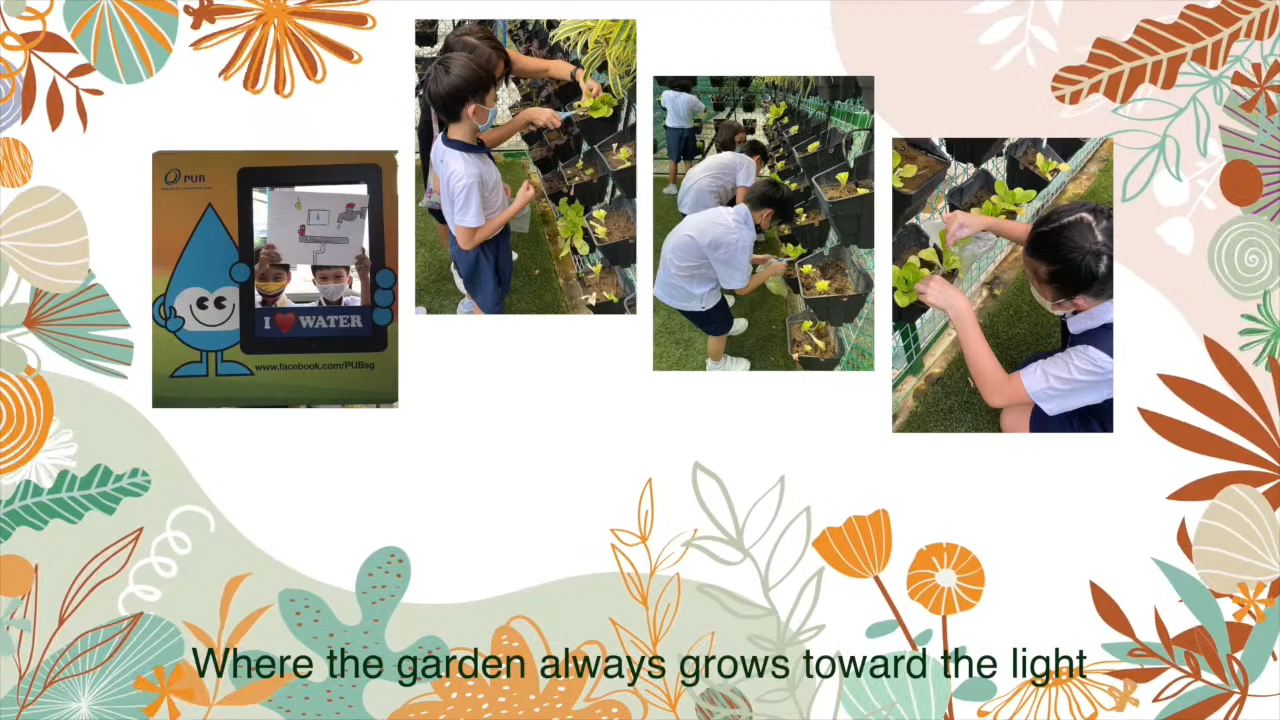 PUB
I ❤ WATER
www.facebook.com/PUBsg
Where the garden always grows toward the light